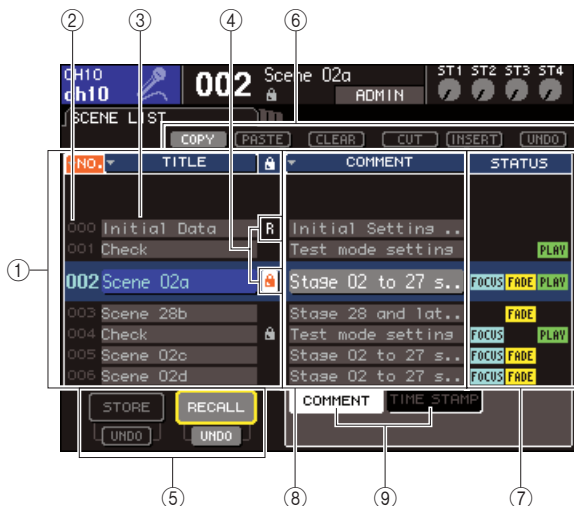 ② ③ ④ ⑥
CH10 ch10 002 Scene 02a ADMIN ST1 ST2 ST3 ST4
SCENE LIST
COPY PASTE CLEAR CUT INSERT UNDO
NO. TITLE COMMENT STATUS
000 Initial Data R Initial Setting ..
001 Check Test mode setting PLAY
①
002 Scene 02a Stage 02 to 27 s.. FOCUS FADE PLAY
003 Scene 28b Stage 28 and lat.. FADE
004 Check Test mode setting FOCUS PLAY
005 Scene 02c Stage 02 to 27 s.. FOCUS FADE
006 Scene 02d Stage 02 to 27 s.. FOCUS FADE
STORE RECALL COMMENT TIME STAMP
UNDO UNDO
⑤ ⑧ ⑨ ⑦